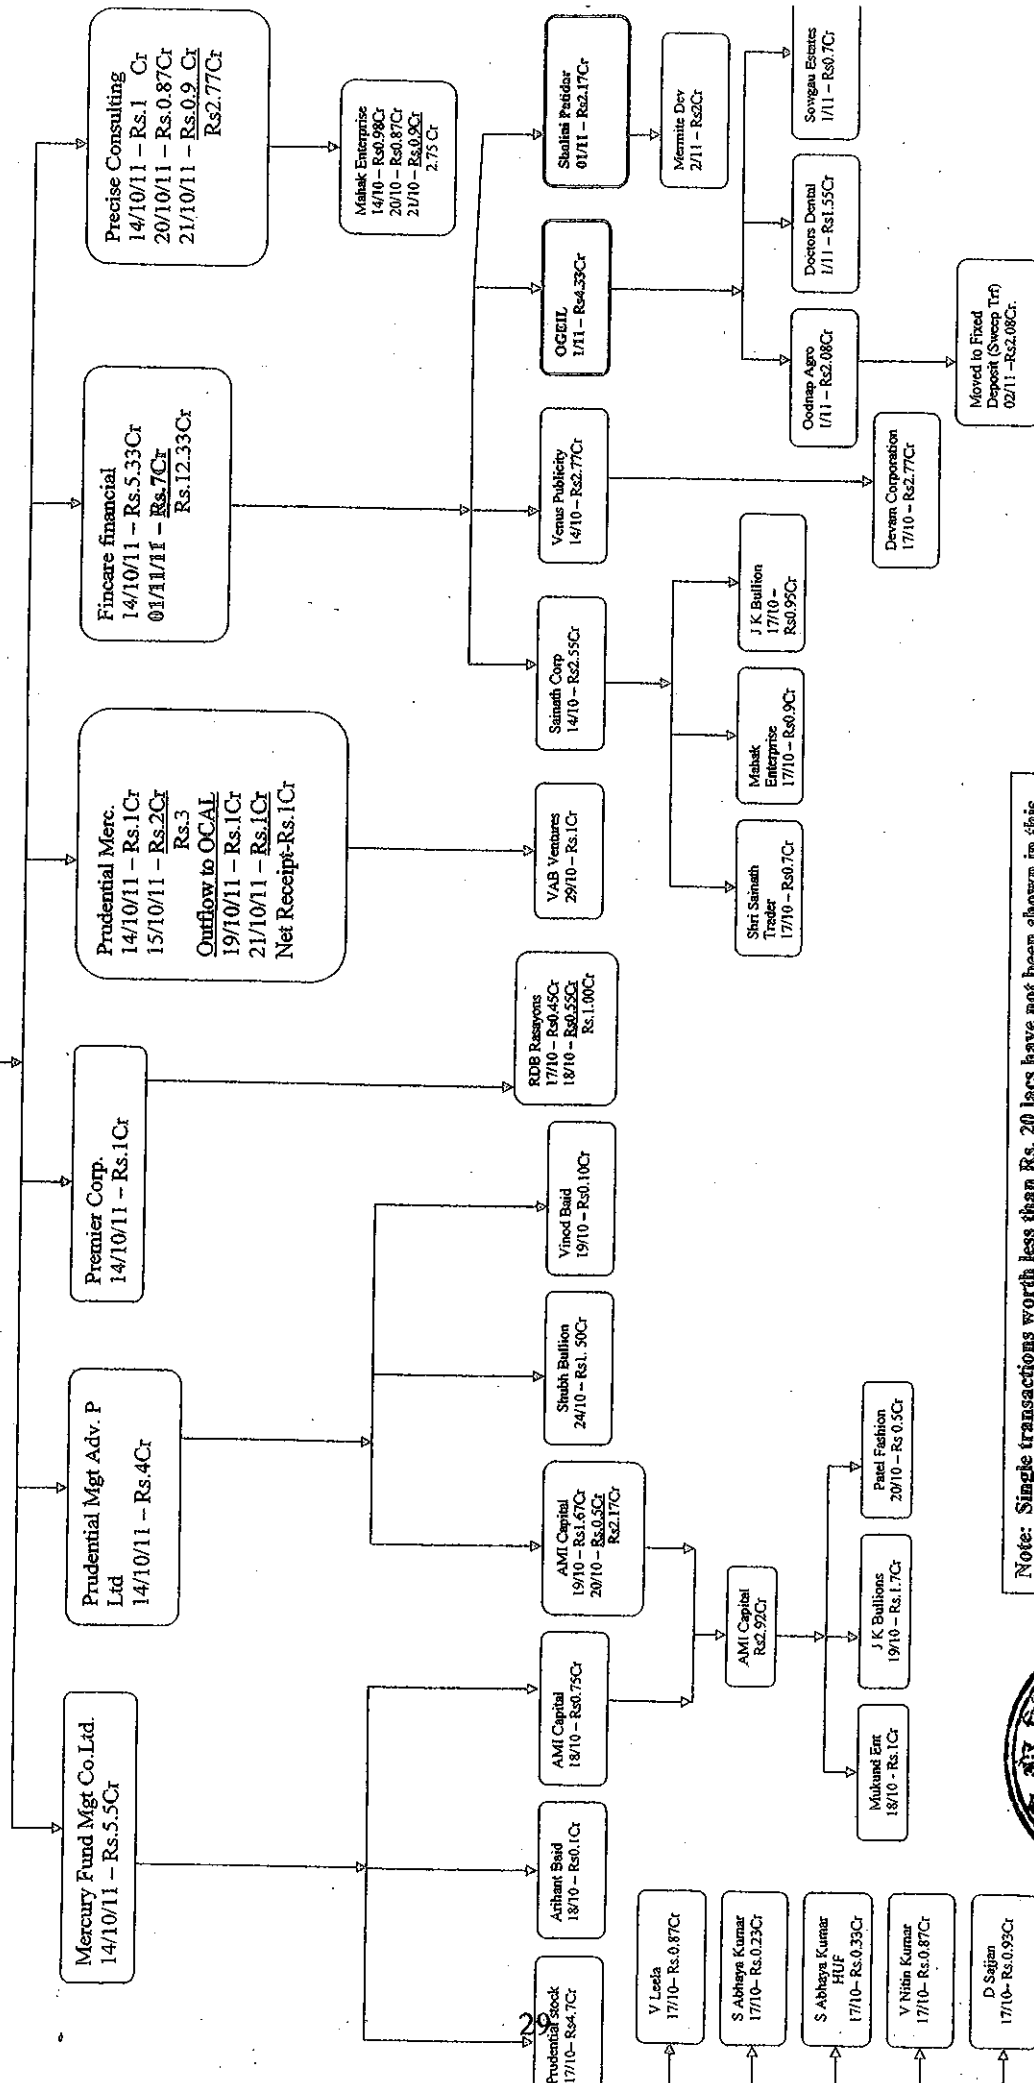 Mercury Fund Mgt Co.Ltd.
14/10/11 – Rs.5.5Cr
Prudential Mgt Adv. P
Ltd
14/10/11 – Rs.4Cr
Premier Corp.
14/10/11 – Rs.1Cr
Prudential Merc.
14/10/11 – Rs.1Cr
15/10/11 – Rs.2Cr
Rs.3
Outflow to OCAL
19/10/11 – Rs.1Cr
21/10/11 – Rs.1Cr
Net Receipt-Rs.1Cr
Fincare financial
14/10/11 – Rs.5.33Cr
01/11/11 – Rs.7Cr
Rs.12.33Cr
Precise Consulting
14/10/11 – Rs.1 Cr
20/10/11 – Rs.0.87Cr
21/10/11 – Rs.0.9 Cr
Rs2.77Cr
Mahak Enterprise
14/10 – Rs0.98Cr
20/10 – Rs0.87Cr
21/10 – Rs.0.9Cr
2.75 Cr
Prudential stock
17/10 – Rs4.7Cr
Arihant Baid
18/10 – Rs0.1Cr
AMI Capital
18/10 – Rs0.75Cr
AMI Capital
19/10 – Rs1.67Cr
20/10 – Rs.0.5Cr
Rs2.17Cr
Shubh Bullion
24/10 – Rs1. 50Cr
Vinod Baid
19/10 – Rs0.10Cr
RDB Rasayons
17/10 – Rs0.45Cr
18/10 – Rs0.55Cr
Rs.1.00Cr
VAB Ventures
29/10 – Rs.1Cr
Sainath Corp
14/10 – Rs2.55Cr
Venus Publicity
14/10 – Rs2.77Cr
OGEIL
1/11 – Rs4.33Cr
Shalini Patidar
01/11 – Rs2.17Cr
Mermite Dev
2/11 – Rs2Cr
29
V Leela
17/10– Rs.0.87Cr
S Abhaya Kumar
17/10– Rs.0.23Cr
S Abhaya Kumar
HUF
17/10– Rs.0.33Cr
V Nitin Kumar
17/10– Rs.0.87Cr
D Sajjan
17/10– Rs.0.93Cr
AMI Capital
Rs2.92Cr
Mukund Ent
18/10 - Rs.1Cr
J K Bullions
19/10 – Rs.1.7Cr
Patel Fashion
20/10 – Rs 0.5Cr
Shri Sainath
Trader
17/10 – Rs0.7Cr
Mahak
Enterprise
17/10 – Rs0.9Cr
J K Bullion
17/10 –
Rs0.95Cr
Devam Corporation
17/10 – Rs2.77Cr
Oodnap Agro
1/11 – Rs2.08Cr
Doctors Dental
1/11 – Rs1.55Cr
Sowgau Estates
1/11 – Rs0.7Cr
Moved to Fixed
Deposit (Sweep Trf)
02/11 –Rs2.08Cr.
Note: Single transactions worth less than Rs. 20 lacs have not been shown in this